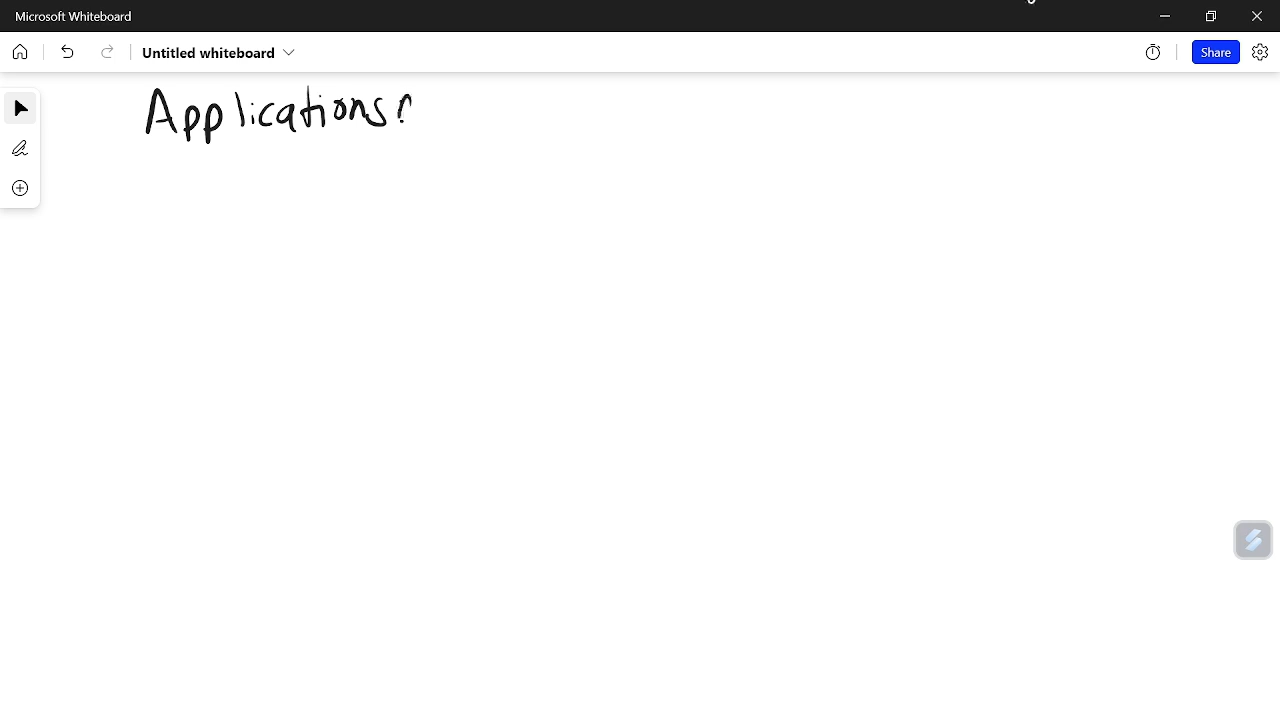 Microsoft Whiteboard
Untitled whiteboard
Share
Applications